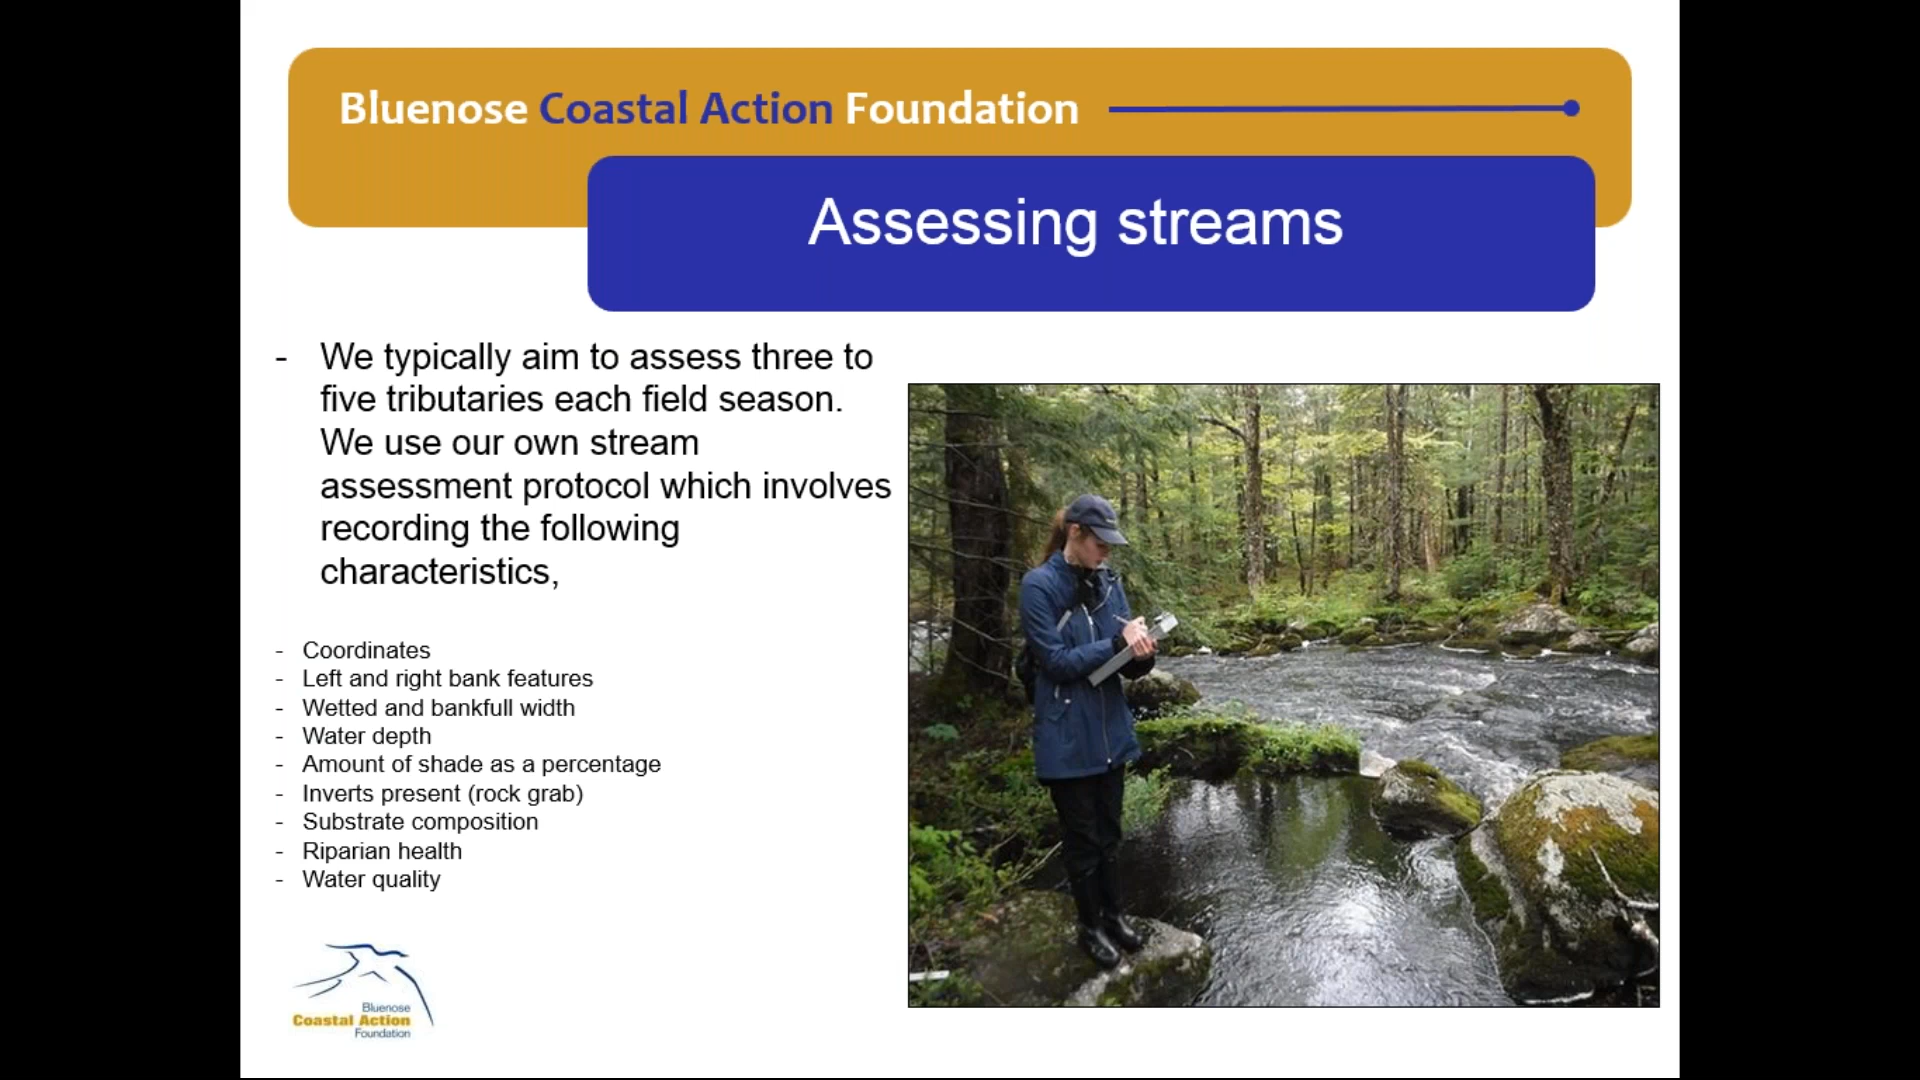 Bluenose Coastal Action Foundation
Assessing streams
- We typically aim to assess three to
five tributaries each field season.
We use our own stream
assessment protocol which involves
recording the following
characteristics,
- Coordinates
- Left and right bank features
- Wetted and bankfull width
- Water depth
- Amount of shade as a percentage
- Inverts present (rock grab)
- Substrate composition
- Riparian health
- Water quality
Bluenose
Coastal Action
Foundation